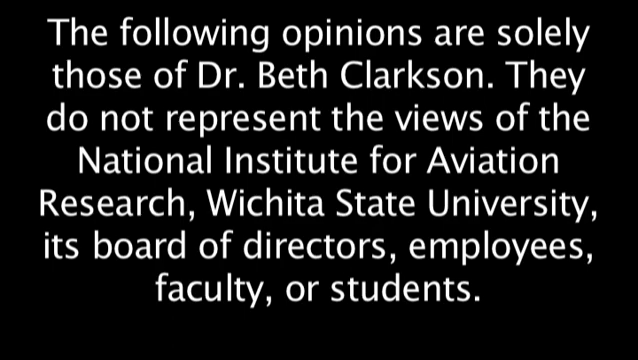 The following opinions are solely
those of Dr. Beth Clarkson. They
do not represent the views of the
National Institute for Aviation
Research, Wichita State University,
its board of directors, employees,
faculty, or students.